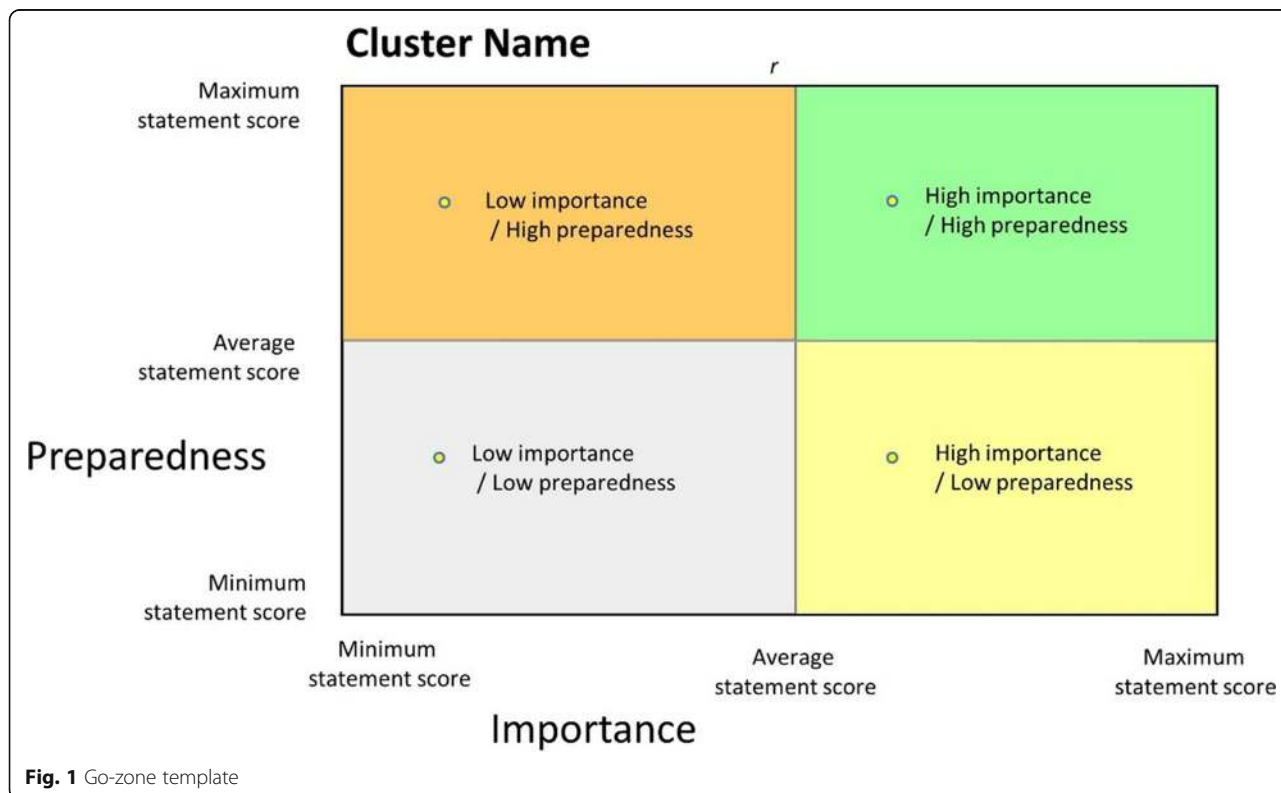 Cluster Name
r
Maximum
statement score
Low importance
/ High preparedness
High importance
/ High preparedness
Average
statement score
Preparedness
Low importance
/ Low preparedness
High importance
/ Low preparedness
Minimum
statement score
Minimum
statement score
Average
statement score
Maximum
statement score
Importance
Fig. 1 Go-zone template